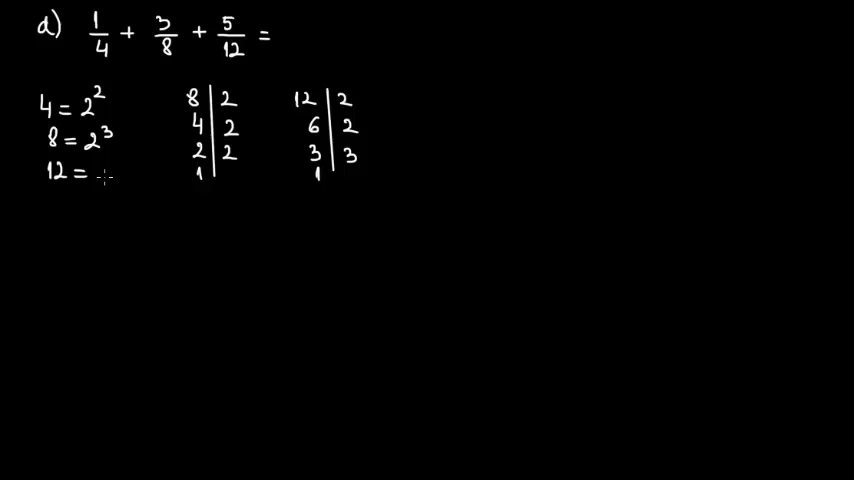 d) 1/4 + 3/8 + 5/12 =
4 = 2²
8 = 2³
12 =
8 | 2
4 | 2
2 | 2
1 |
12 | 2
6 | 2
3 | 3
1 |